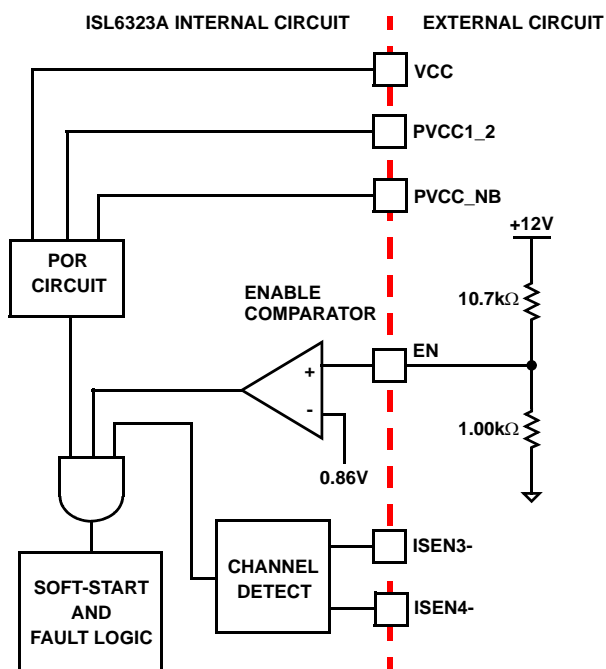 ISL6323A INTERNAL CIRCUIT
EXTERNAL CIRCUIT
VCC
PVCC1_2
PVCC_NB
+12V
POR
CIRCUIT
10.7kΩ
ENABLE
COMPARATOR
EN
+
-
1.00kΩ
0.86V
ISEN3-
CHANNEL
DETECT
ISEN4-
SOFT-START
AND
FAULT LOGIC